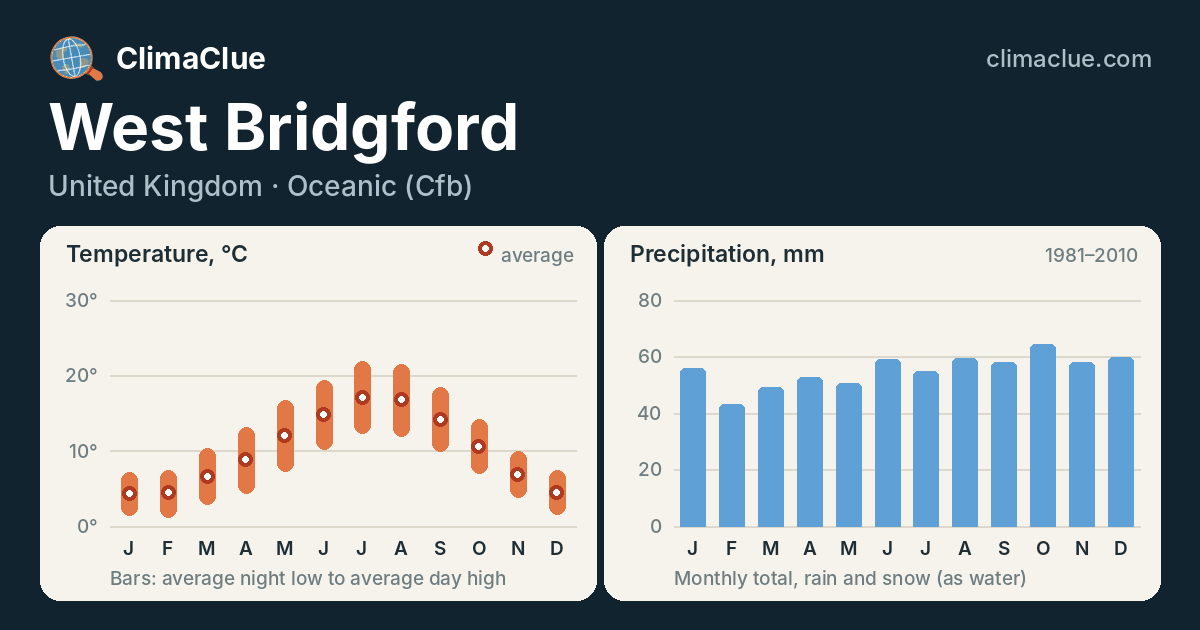 ClimaClue
climaclue.com
West Bridgford
United Kingdom · Oceanic (Cfb)
Temperature, °C
average
30°
20°
10°
0°
J F M A M J J A S O N D
Bars: average night low to average day high
Precipitation, mm
1981–2010
80
60
40
20
0
J F M A M J J A S O N D
Monthly total, rain and snow (as water)